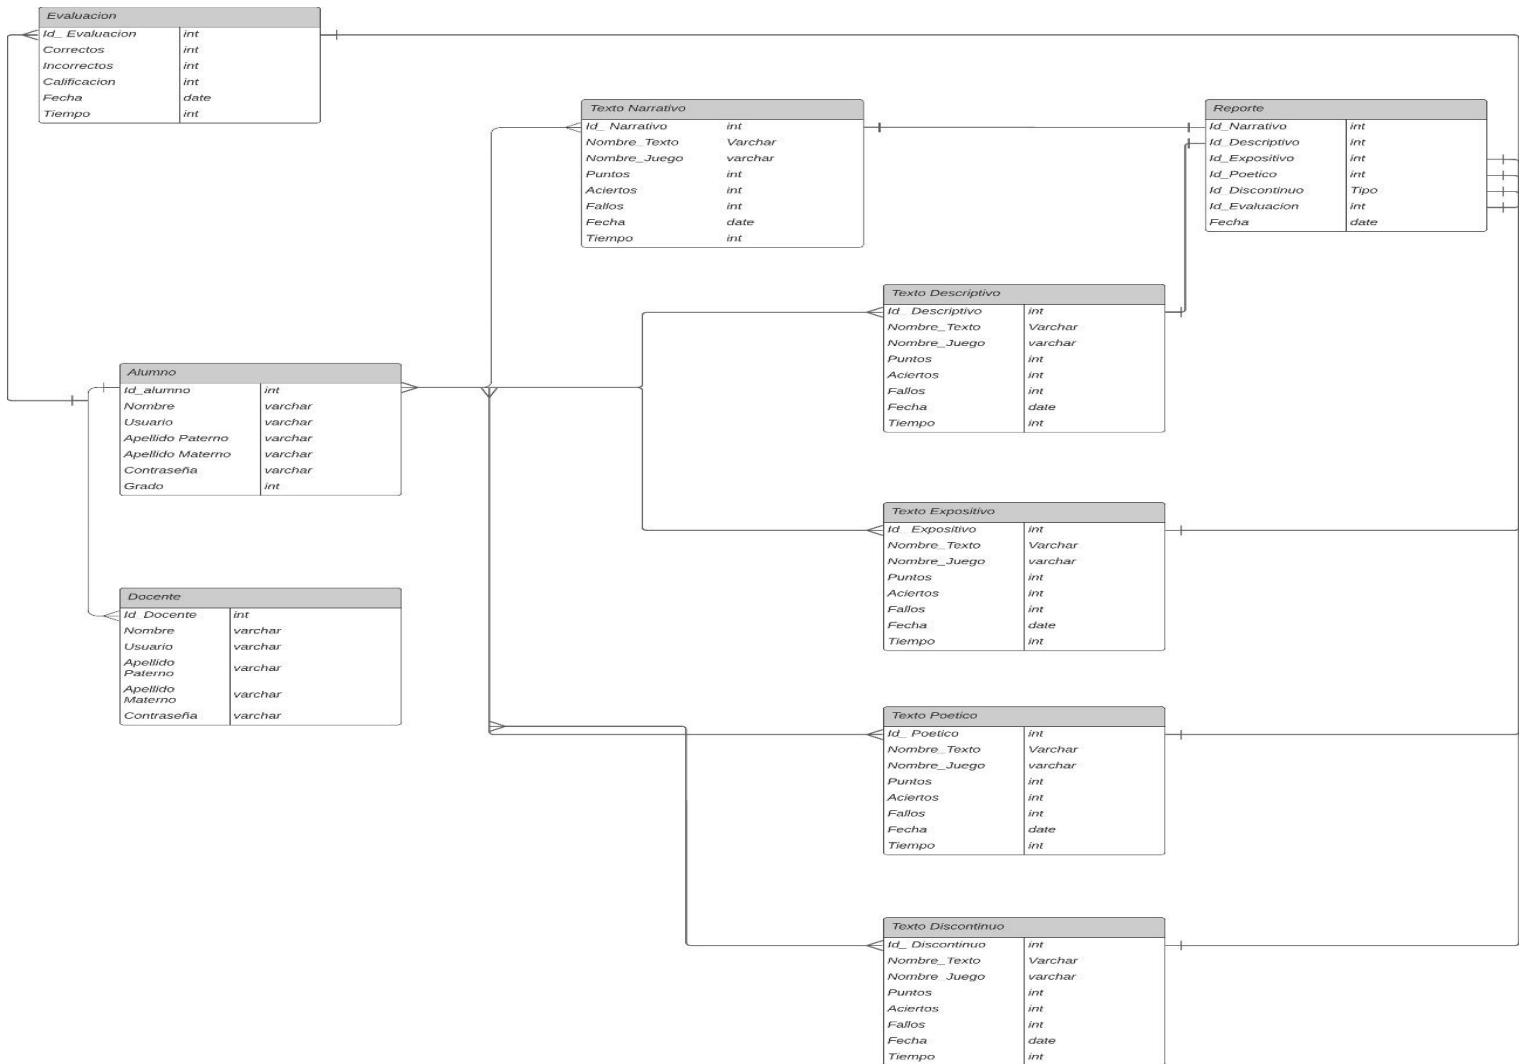 Evaluacion
Id_ Evaluacion int
Correctos int
Incorrectos int
Calificacion int
Fecha date
Tiempo int
Texto Narrativo
Id_ Narrativo int
Nombre_Texto Varchar
Nombre_Juego varchar
Puntos int
Aciertos int
Fallos int
Fecha date
Tiempo int
Reporte
Id_Narrativo int
Id_Descriptivo int
Id_Expositivo int
Id_Poetico int
Id_Discontinuo Tipo
Id_Evaluacion int
Fecha date
Texto Descriptivo
Id_ Descriptivo int
Nombre_Texto Varchar
Nombre_Juego varchar
Puntos int
Aciertos int
Fallos int
Fecha date
Tiempo int
Alumno
Id_alumno int
Nombre varchar
Usuario varchar
Apellido Paterno varchar
Apellido Materno varchar
Contraseña varchar
Grado int
Texto Expositivo
Id_ Expositivo int
Nombre_Texto Varchar
Nombre_Juego varchar
Puntos int
Aciertos int
Fallos int
Fecha date
Tiempo int
Docente
Id_Docente int
Nombre varchar
Usuario varchar
Apellido
Paterno varchar
Apellido
Materno varchar
Contraseña varchar
Texto Poetico
Id_ Poetico int
Nombre_Texto Varchar
Nombre_Juego varchar
Puntos int
Aciertos int
Fallos int
Fecha date
Tiempo int
Texto Discontinuo
Id_ Discontinuo int
Nombre_Texto Varchar
Nombre_Juego varchar
Puntos int
Aciertos int
Fallos int
Fecha date
Tiempo int